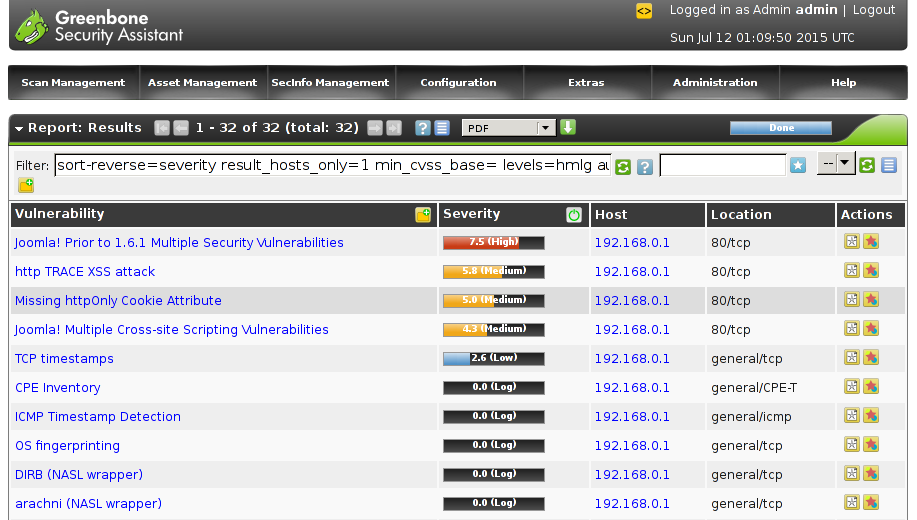 Greenbone
Security Assistant
<> Logged in as Admin admin | Logout
Sun Jul 12 01:09:50 2015 UTC
Scan Management Asset Management SecInfo Management Configuration Extras Administration Help
Report: Results 1 - 32 of 32 (total: 32) ? PDF Done
Filter: sort-reverse=severity result_hosts_only=1 min_cvss_base= levels=hmlg au ? --
Vulnerability Severity Host Location Actions
Joomla! Prior to 1.6.1 Multiple Security Vulnerabilities 7.5 (High) 192.168.0.1 80/tcp
http TRACE XSS attack 5.8 (Medium) 192.168.0.1 80/tcp
Missing httpOnly Cookie Attribute 5.0 (Medium) 192.168.0.1 80/tcp
Joomla! Multiple Cross-site Scripting Vulnerabilities 4.3 (Medium) 192.168.0.1 80/tcp
TCP timestamps 2.6 (Low) 192.168.0.1 general/tcp
CPE Inventory 0.0 (Log) 192.168.0.1 general/CPE-T
ICMP Timestamp Detection 0.0 (Log) 192.168.0.1 general/icmp
OS fingerprinting 0.0 (Log) 192.168.0.1 general/tcp
DIRB (NASL wrapper) 0.0 (Log) 192.168.0.1 general/tcp
arachni (NASL wrapper) 0.0 (Log) 192.168.0.1 general/tcp